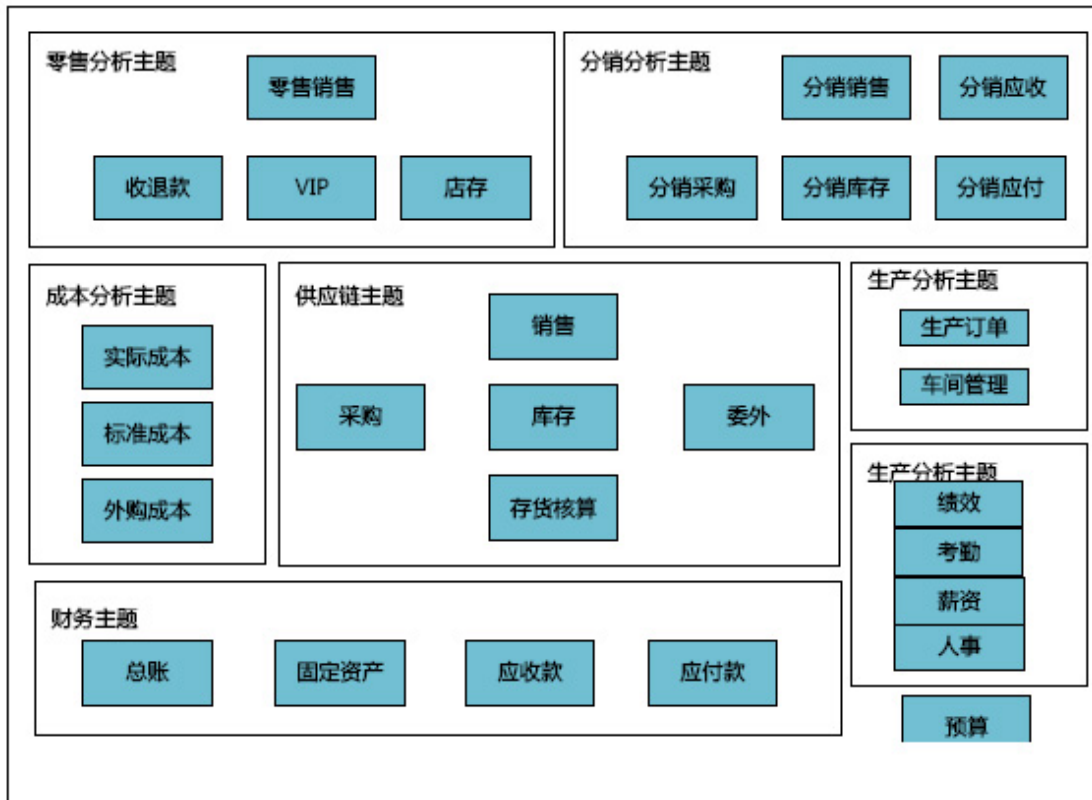 零售分析主题
零售销售
收退款
VIP
店存
分销分析主题
分销销售
分销应收
分销采购
分销库存
分销应付
成本分析主题
实际成本
标准成本
外购成本
供应链主题
销售
采购
库存
委外
存货核算
生产分析主题
生产订单
车间管理
生产分析主题
绩效
考勤
薪资
人事
财务主题
总账
固定资产
应收款
应付款
预算